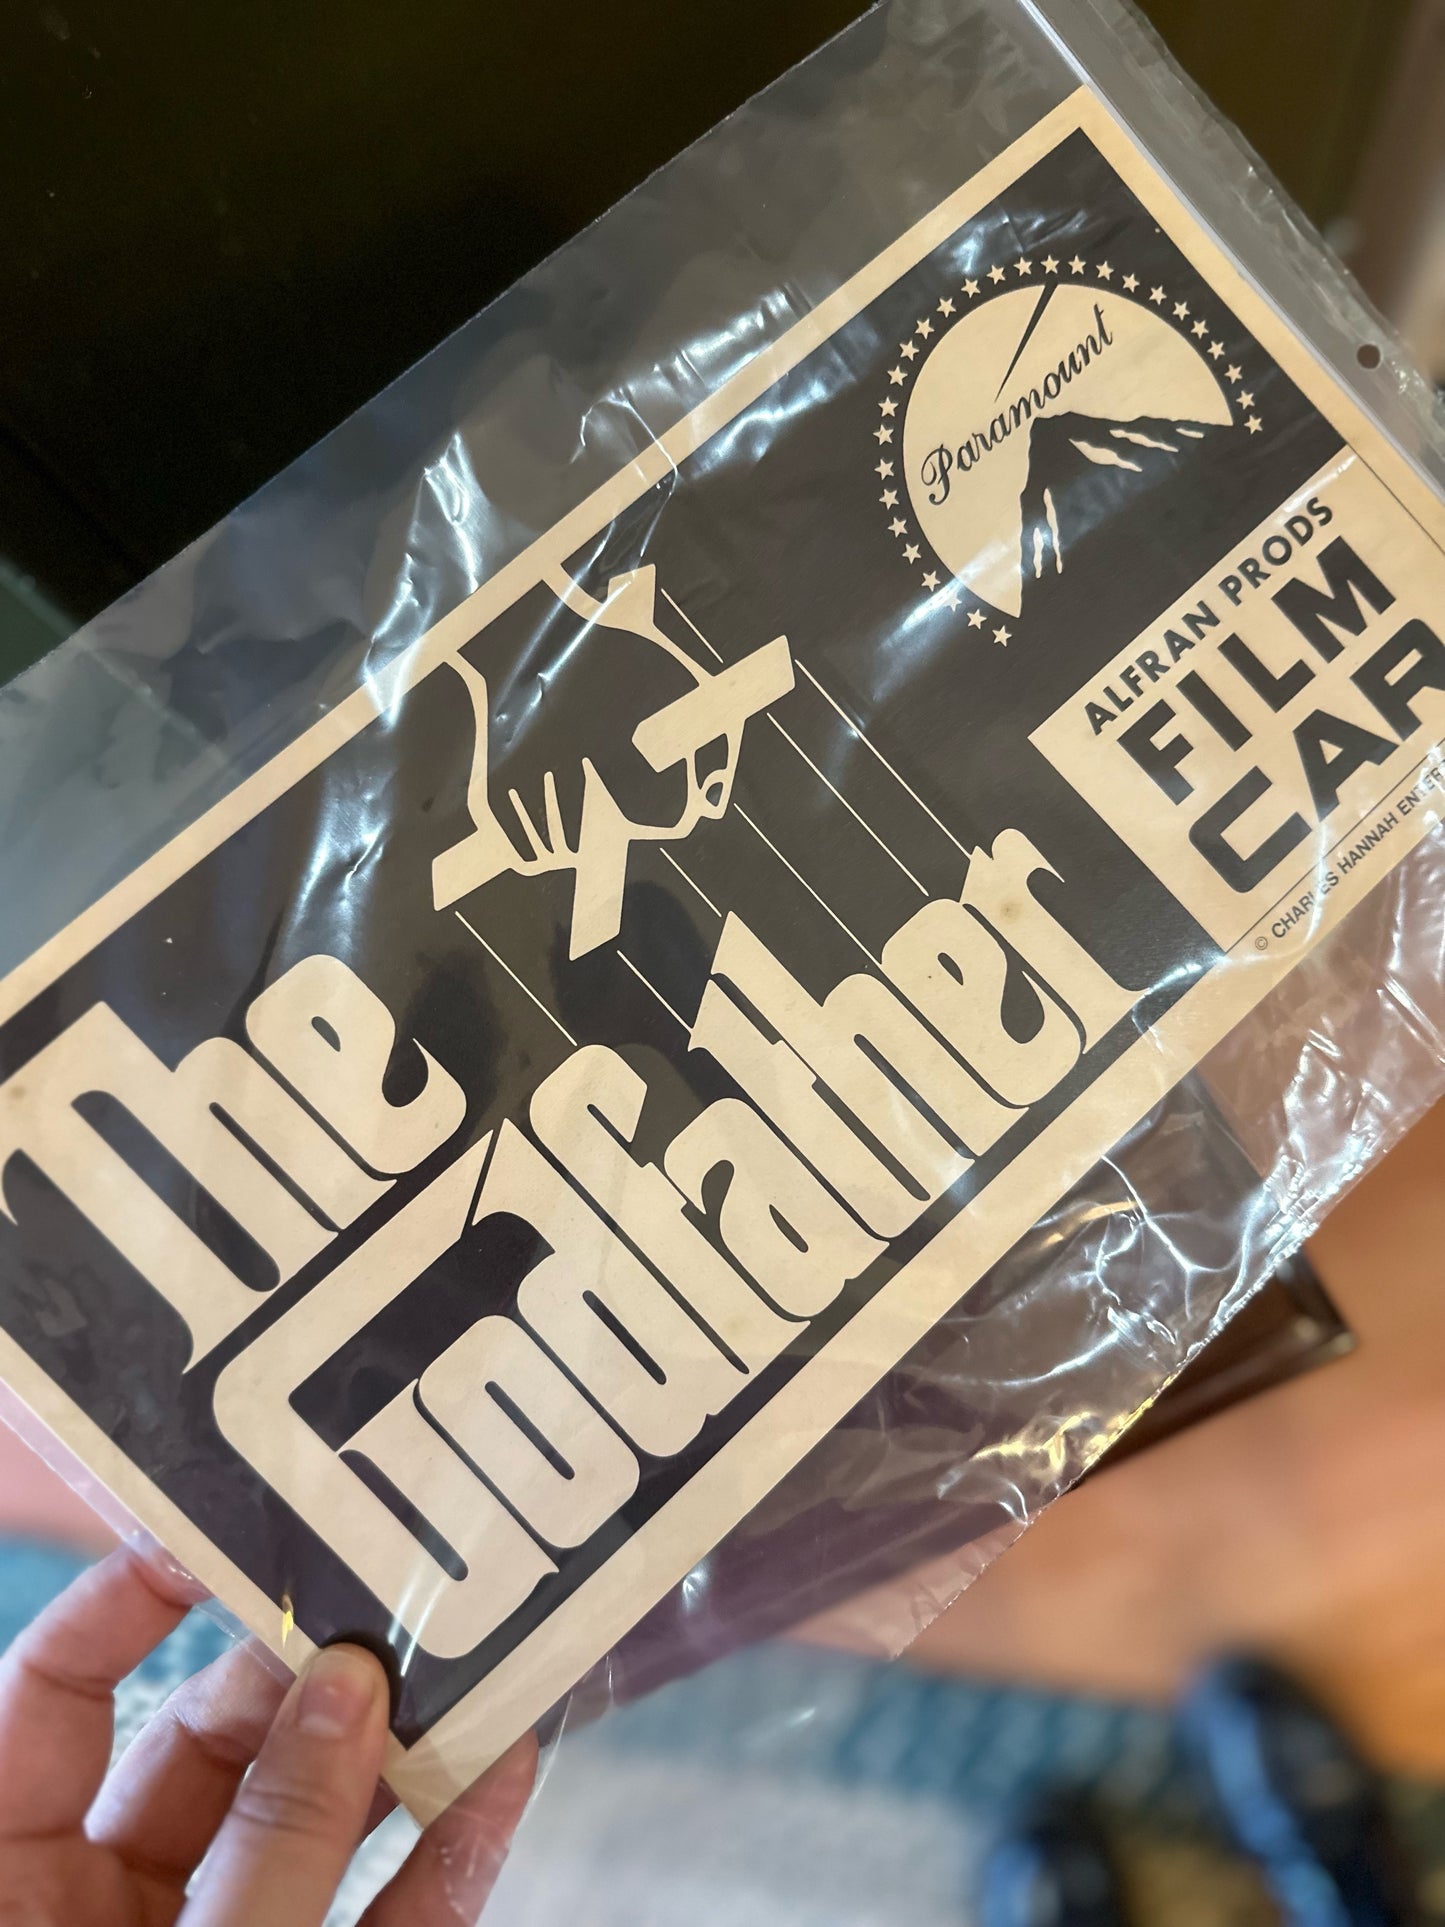 The
Godfather
Paramount
ALFRAN PRODS
FILM
CAR
© CHARLES HANNAH